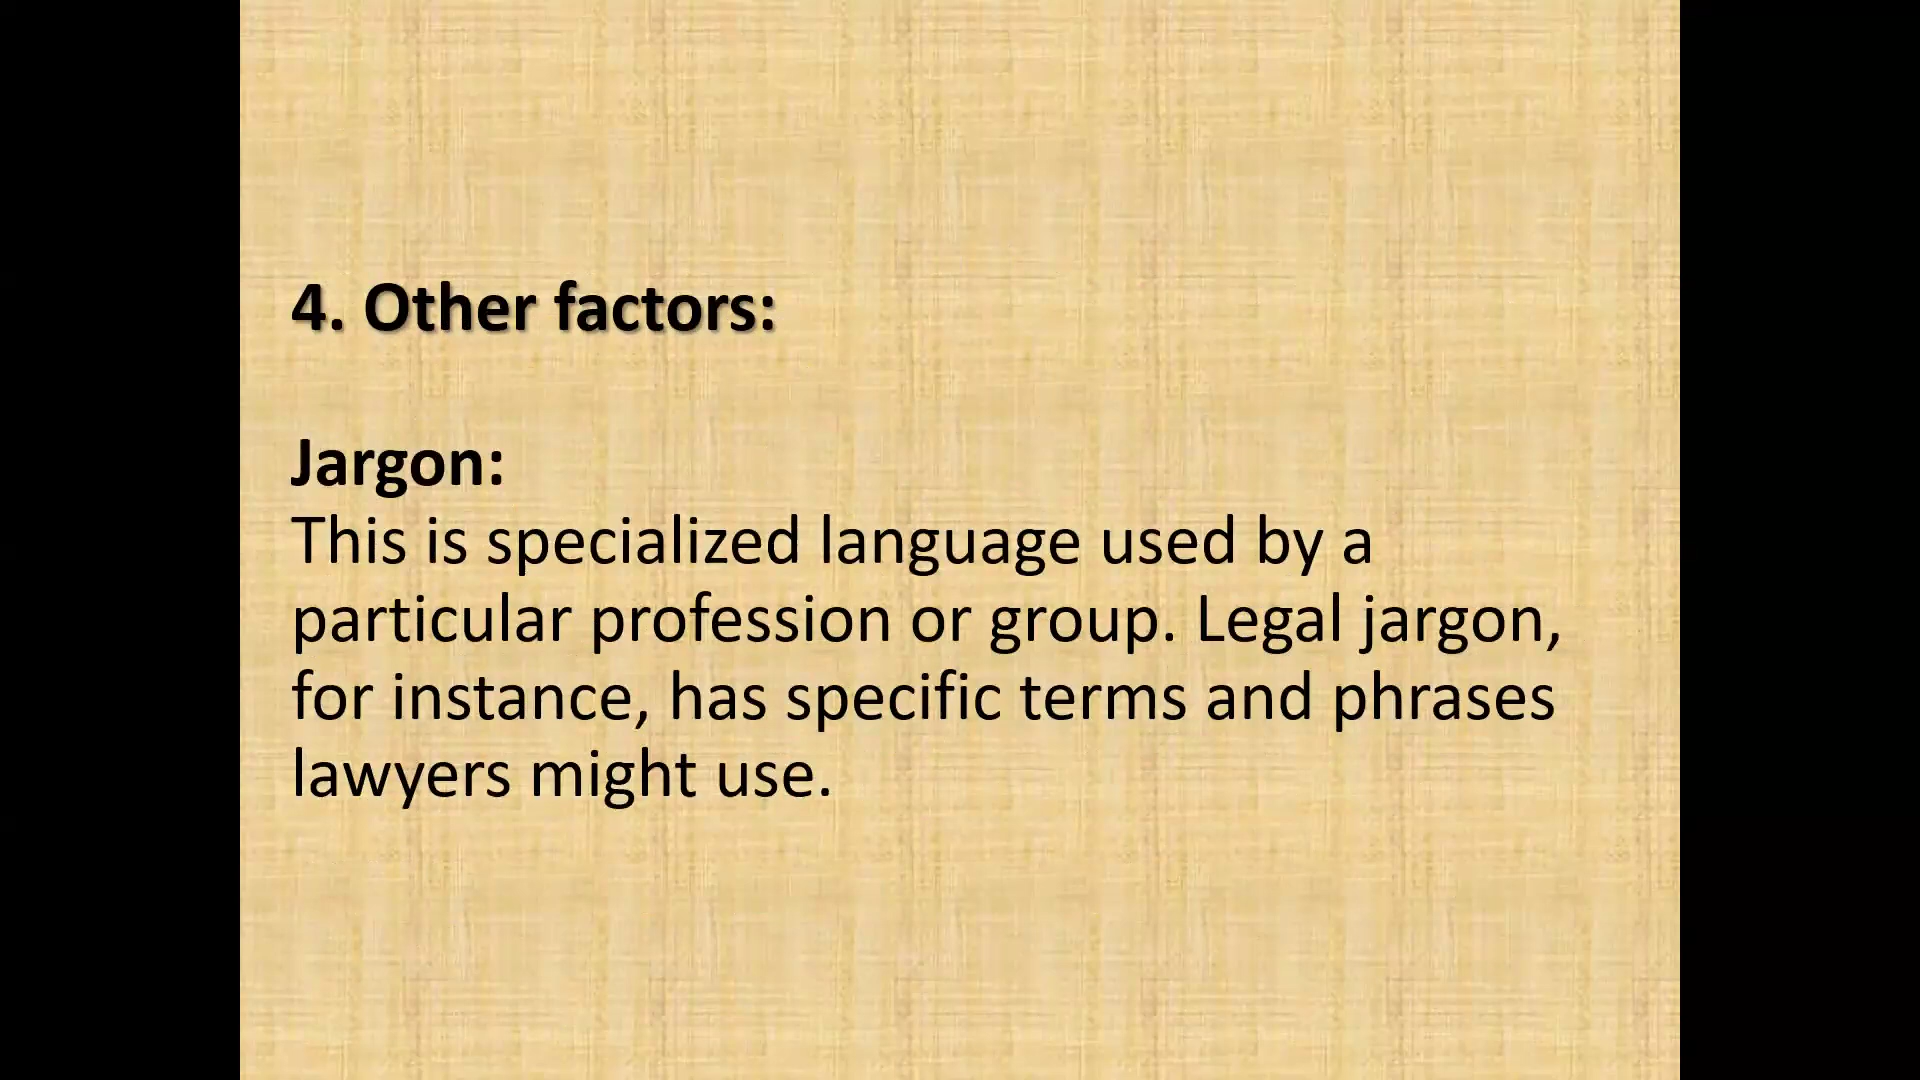 4. Other factors:
Jargon:
This is specialized language used by a
particular profession or group. Legal jargon,
for instance, has specific terms and phrases
lawyers might use.